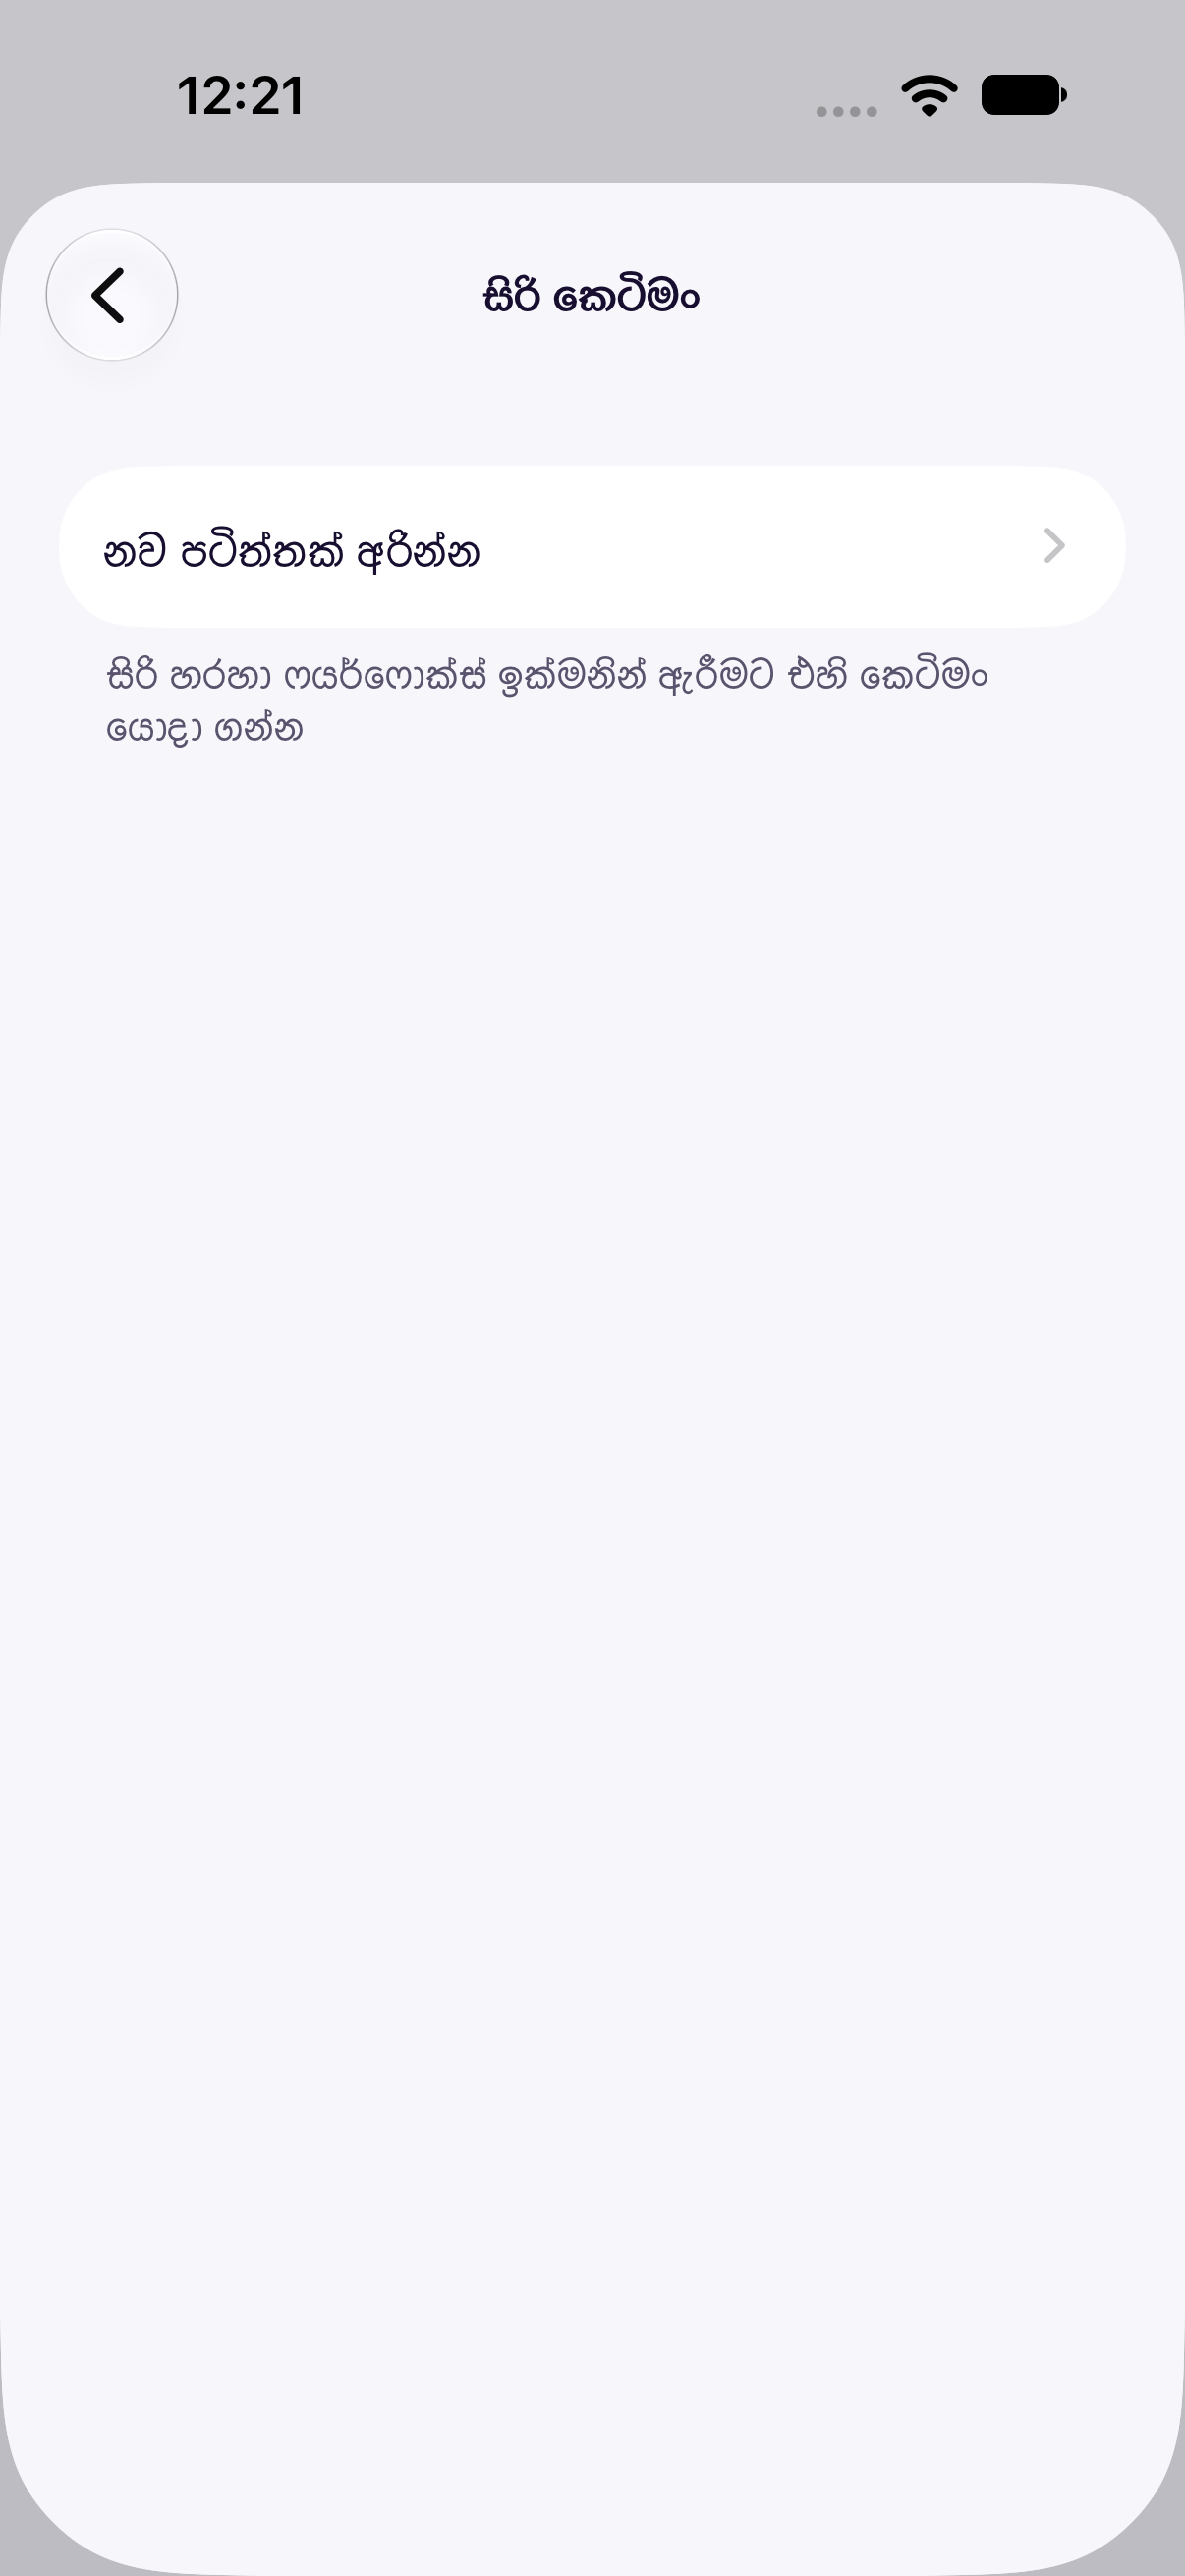 12:21
සිරි කෙටිමං
නව පටිත්තක් අරින්න
සිරි හරහා ෆයර්ෆොක්ස් ඉක්මනින් ඇරීමට එහි කෙටිමං
යොදා ගන්න